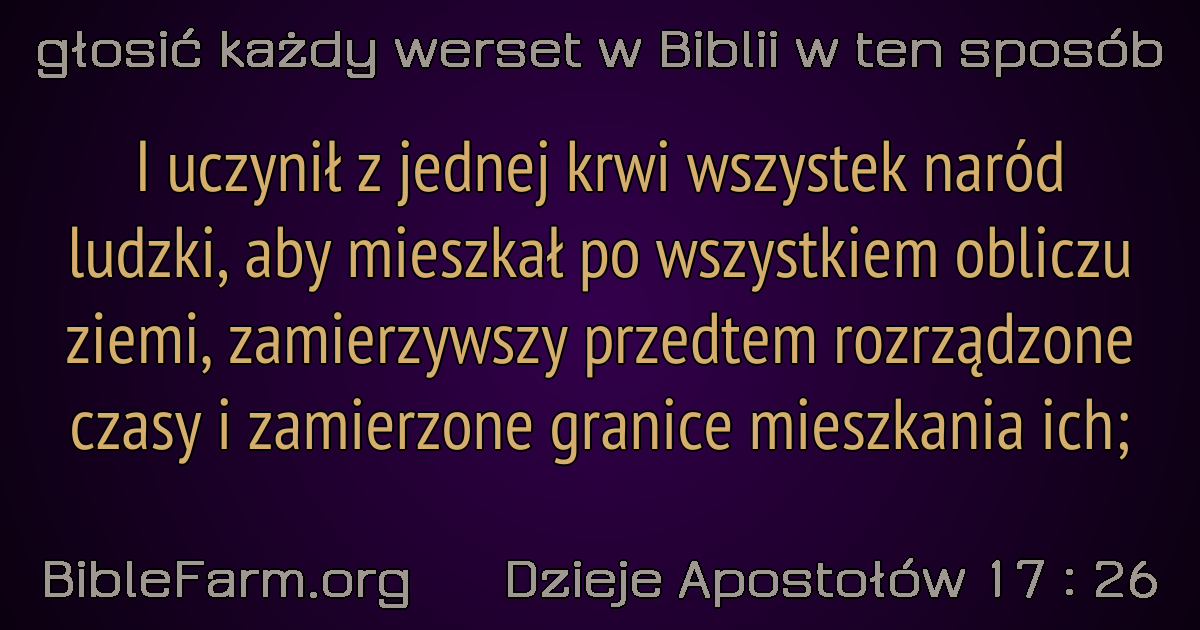 głosić każdy werset w Biblii w ten sposób
I uczynił z jednej krwi wszystek naród
ludzki, aby mieszkał po wszystkiem obliczu
ziemi, zamierzywszy przedtem rozrządzone
czasy i zamierzone granice mieszkania ich;
BibleFarm.org Dzieje Apostołów 17 : 26